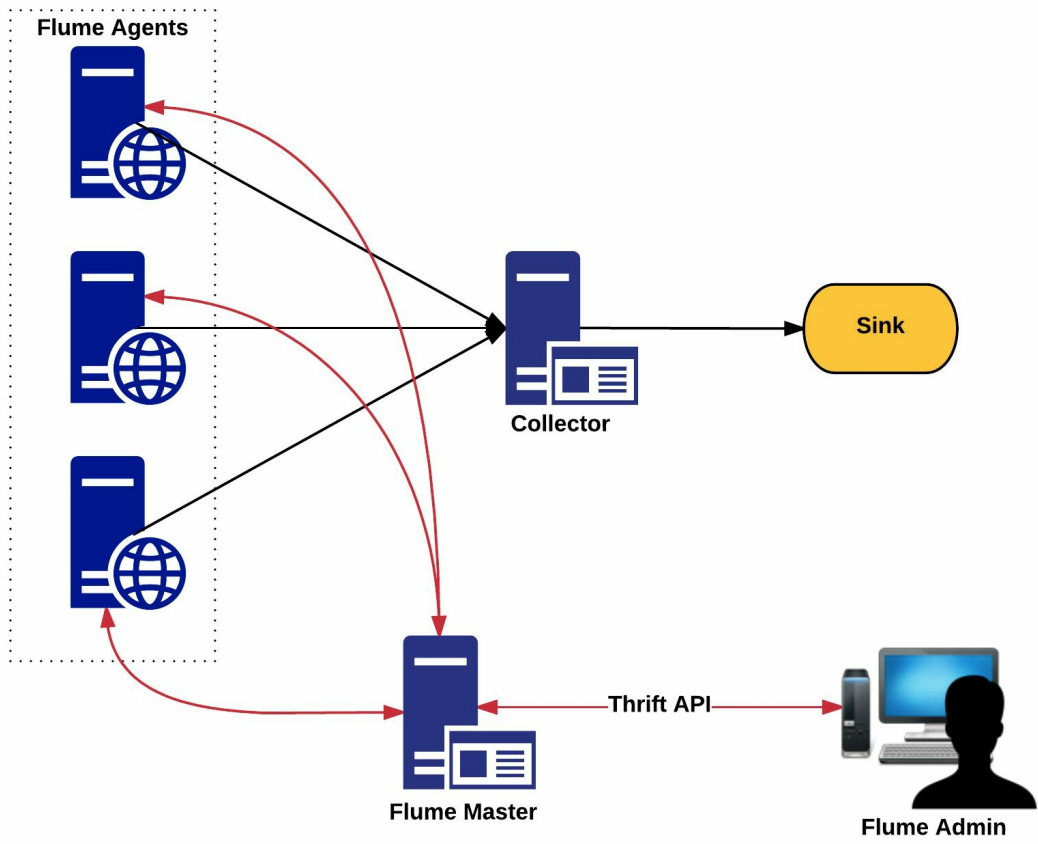 Flume Agents
Sink
Collector
Thrift API
Flume Master
Flume Admin